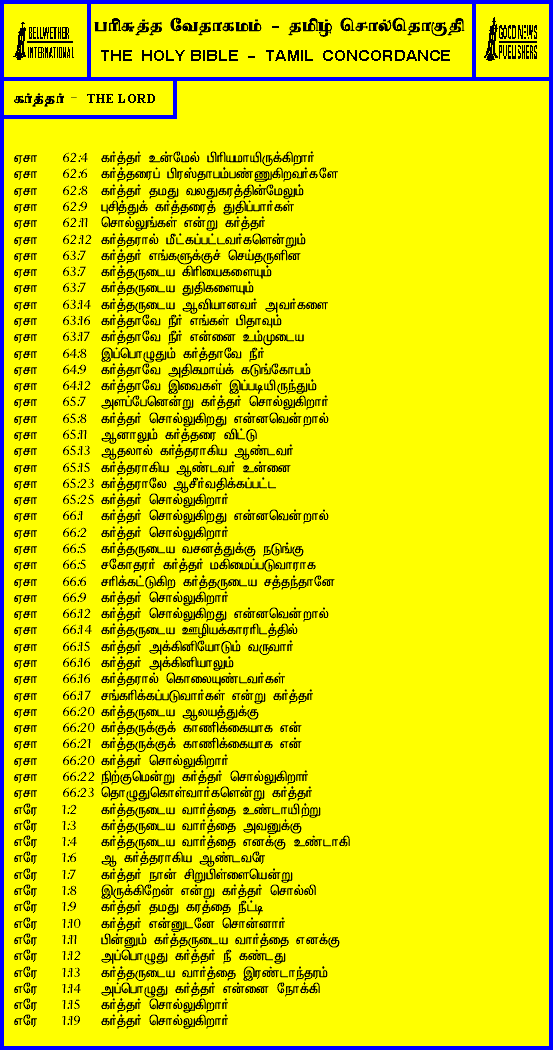 BELLWETHER
INTERNATIONAL
பரிசுத்த வேதாகமம் - தமிழ் சொல்தொகுதி
THE HOLY BIBLE - TAMIL CONCORDANCE
GOOD NEWS
PUBLISHERS
கர்த்தர் - THE LORD
ஏசா 62:4 கர்த்தர் உன்மேல் பிரியமாயிருக்கிறார்
ஏசா 62:6 கர்த்தரைப் பிரஸ்தாபம்பண்ணுகிறவர்களே
ஏசா 62:8 கர்த்தர் தமது வலதுகரத்தின்மேலும்
ஏசா 62:9 புசித்துக் கர்த்தரைத் துதிப்பார்கள்
ஏசா 62:11 சொல்லுங்கள் என்று கர்த்தர்
ஏசா 62:12 கர்த்தரால் மீட்கப்பட்டவர்களென்றும்
ஏசா 63:7 கர்த்தர் எங்களுக்குச் செய்தருளின
ஏசா 63:7 கர்த்தருடைய கிரியைகளையும்
ஏசா 63:7 கர்த்தருடைய துதிகளையும்
ஏசா 63:14 கர்த்தருடைய ஆவியானவர் அவர்களை
ஏசா 63:16 கர்த்தாவே நீர் எங்கள் பிதாவும்
ஏசா 63:17 கர்த்தாவே நீர் என்னை உம்முடைய
ஏசா 64:8 இப்பொழுதும் கர்த்தாவே நீர்
ஏசா 64:9 கர்த்தாவே அதிகமாய்க் கடுங்கோபம்
ஏசா 64:12 கர்த்தாவே இவைகள் இப்படியிருந்தும்
ஏசா 65:7 அளப்பேனென்று கர்த்தர் சொல்லுகிறார்
ஏசா 65:8 கர்த்தர் சொல்லுகிறது என்னவென்றால்
ஏசா 65:11 ஆனாலும் கர்த்தரை விட்டு
ஏசா 65:13 ஆதலால் கர்த்தராகிய ஆண்டவர்
ஏசா 65:15 கர்த்தராகிய ஆண்டவர் உன்னை
ஏசா 65:23 கர்த்தராலே ஆசீர்வதிக்கப்பட்ட
ஏசா 65:25 கர்த்தர் சொல்லுகிறார்
ஏசா 66:1 கர்த்தர் சொல்லுகிறது என்னவென்றால்
ஏசா 66:2 கர்த்தர் சொல்லுகிறார்
ஏசா 66:5 கர்த்தருடைய வசனத்துக்கு நடுங்கு
ஏசா 66:5 சகோதரர் கர்த்தர் மகிமைப்படுவாராக
ஏசா 66:6 சரிக்கட்டுகிற கர்த்தருடைய சத்தந்தானே
ஏசா 66:9 கர்த்தர் சொல்லுகிறார்
ஏசா 66:12 கர்த்தர் சொல்லுகிறது என்னவென்றால்
ஏசா 66:14 கர்த்தருடைய ஊழியக்காரரிடத்தில்
ஏசா 66:15 கர்த்தர் அக்கினியோடும் வருவார்
ஏசா 66:16 கர்த்தர் அக்கினியாலும்
ஏசா 66:16 கர்த்தரால் கொலையுண்டவர்கள்
ஏசா 66:17 சங்கரிக்கப்படுவார்கள் என்று கர்த்தர்
ஏசா 66:20 கர்த்தருடைய ஆலயத்துக்கு
ஏசா 66:20 கர்த்தருக்குக் காணிக்கையாக என்
ஏசா 66:21 கர்த்தருக்குக் காணிக்கையாக என்
ஏசா 66:20 கர்த்தர் சொல்லுகிறார்
ஏசா 66:22 நிற்குமென்று கர்த்தர் சொல்லுகிறார்
ஏசா 66:23 தொழுதுகொள்வார்களென்று கர்த்தர்
எரே 1:2 கர்த்தருடைய வார்த்தை உண்டாயிற்று
எரே 1:3 கர்த்தருடைய வார்த்தை அவனுக்கு
எரே 1:4 கர்த்தருடைய வார்த்தை எனக்கு உண்டாகி
எரே 1:6 ஆ கர்த்தராகிய ஆண்டவரே
எரே 1:7 கர்த்தர் நான் சிறுபிள்ளையென்று
எரே 1:8 இருக்கிறேன் என்று கர்த்தர் சொல்லி
எரே 1:9 கர்த்தர் தமது கரத்தை நீட்டி
எரே 1:10 கர்த்தர் என்னுடனே சொன்னார்
எரே 1:11 பின்னும் கர்த்தருடைய வார்த்தை எனக்கு
எரே 1:12 அப்பொழுது கர்த்தர் நீ கண்டது
எரே 1:13 கர்த்தருடைய வார்த்தை இரண்டாந்தரம்
எரே 1:14 அப்பொழுது கர்த்தர் என்னை நோக்கி
எரே 1:15 கர்த்தர் சொல்லுகிறார்
எரே 1:19 கர்த்தர் சொல்லுகிறார்